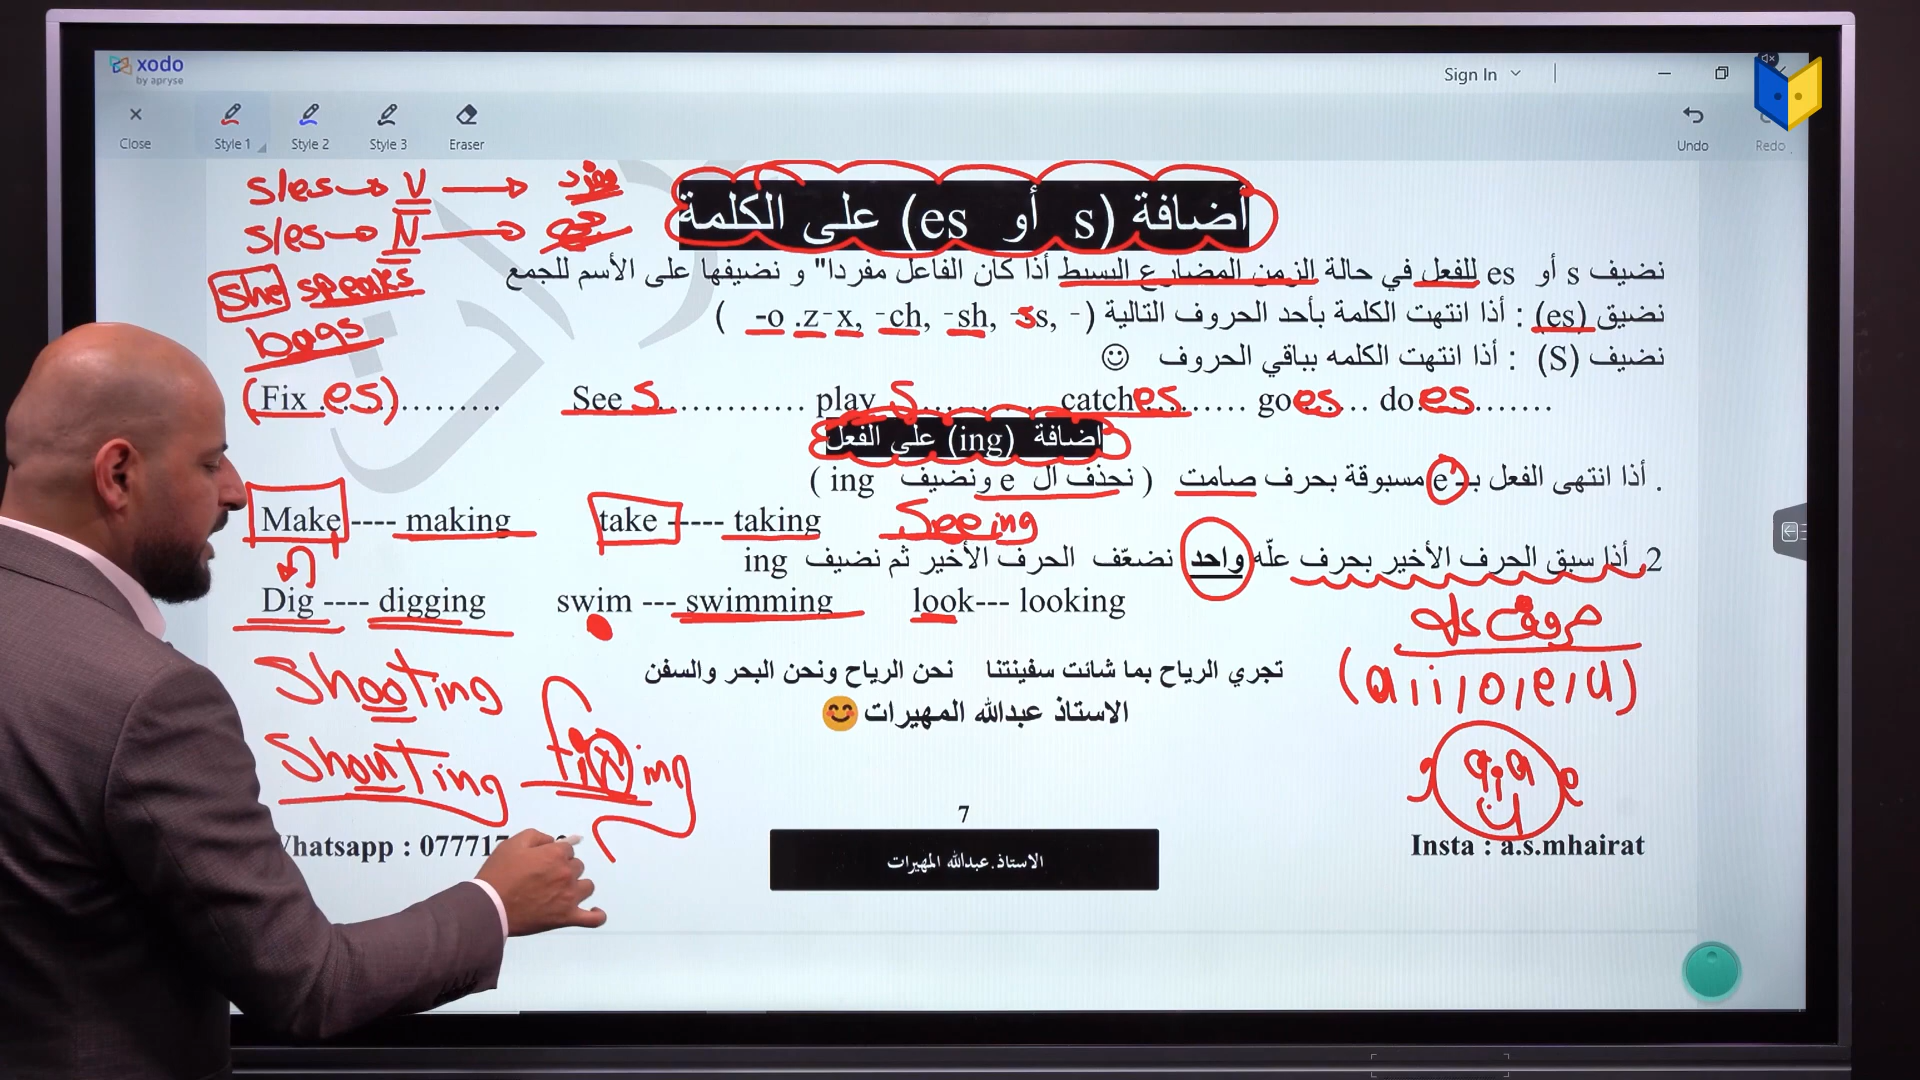 xodo
by apryse
Sign In
Close
Style 1
Style 2
Style 3
Eraser
Undo
Redo
s/es → V → مفرد
s/es → N →
أضافة (s أو es) على الكلمة
She speaks
نضيف s أو es للفعل في حالة الزمن المضارع البسيط أذا كان الفاعل مفردا" و نضيفها على الأسم للجمع
bags
نضيق (es) : أذا انتهت الكلمة بأحد الحروف التالية ( - s, -sh, -ch, -x, -z. -o )
نضيف (S) : أذا انتهت الكلمه بباقي الحروف ☺
(Fix es) ................ See s ............. play s ............ catch es ......... go es ...... do es ............
اضافة (ing) على الفعل
. أذا انتهى الفعل بـ e مسبوقة بحرف صامت ( نحذف ال e ونضيف ing )
Make ---- making take ----- taking Seeing
2. أذا سبق الحرف الأخير بحرف علّه واحد نضعّف الحرف الأخير ثم نضيف ing
Dig ---- digging swim --- swimming look--- looking
حروف علة
(a, i, o, e, u)
Shooting
تجري الرياح بما شائت سفينتنا نحن الرياح ونحن البحر والسفن
الاستاذ عبدالله المهيرات 😊
Shouting fixing
7
hatsapp : 07771
الاستاذ.عبدالله المهيرات
Insta : a.s.mhairat